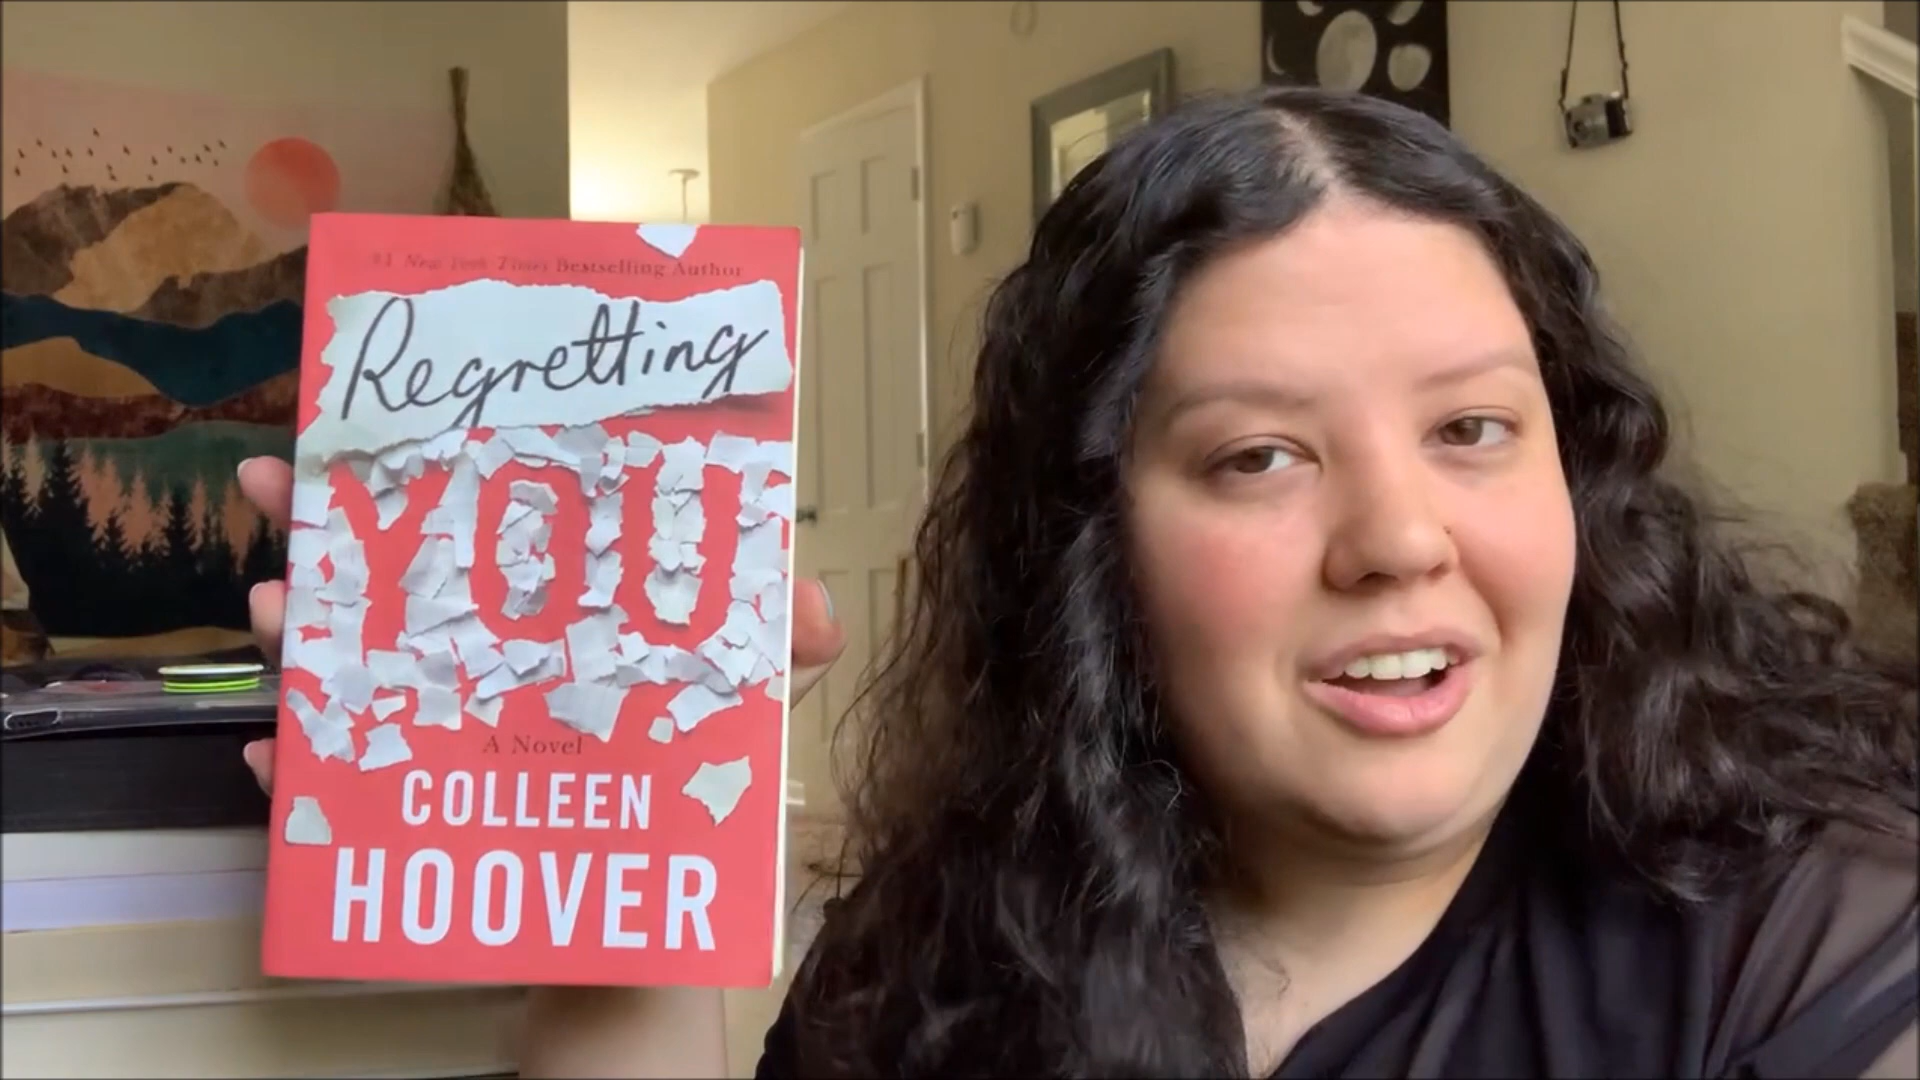 #1 New York Times Bestselling Author
Regretting
YOU
A Novel
COLLEEN
HOOVER